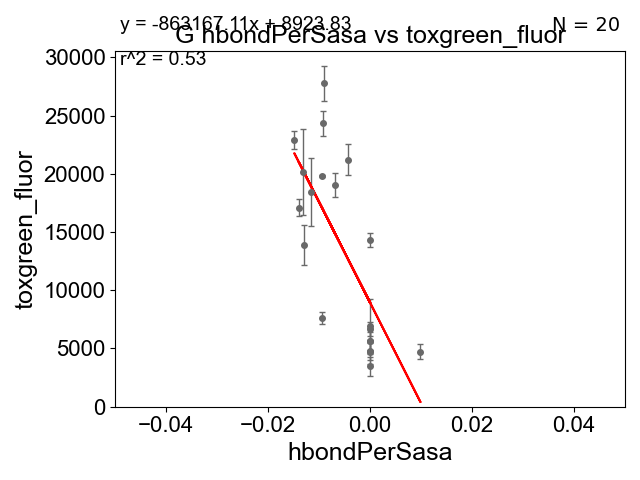 y = -863167.11x + 8923.83
N = 20
G hbondPerSasa vs toxgreen_fluor
r^2 = 0.53
30000
25000
20000
15000
10000
5000
0
toxgreen_fluor
−0.04 −0.02 0.00 0.02 0.04
hbondPerSasa